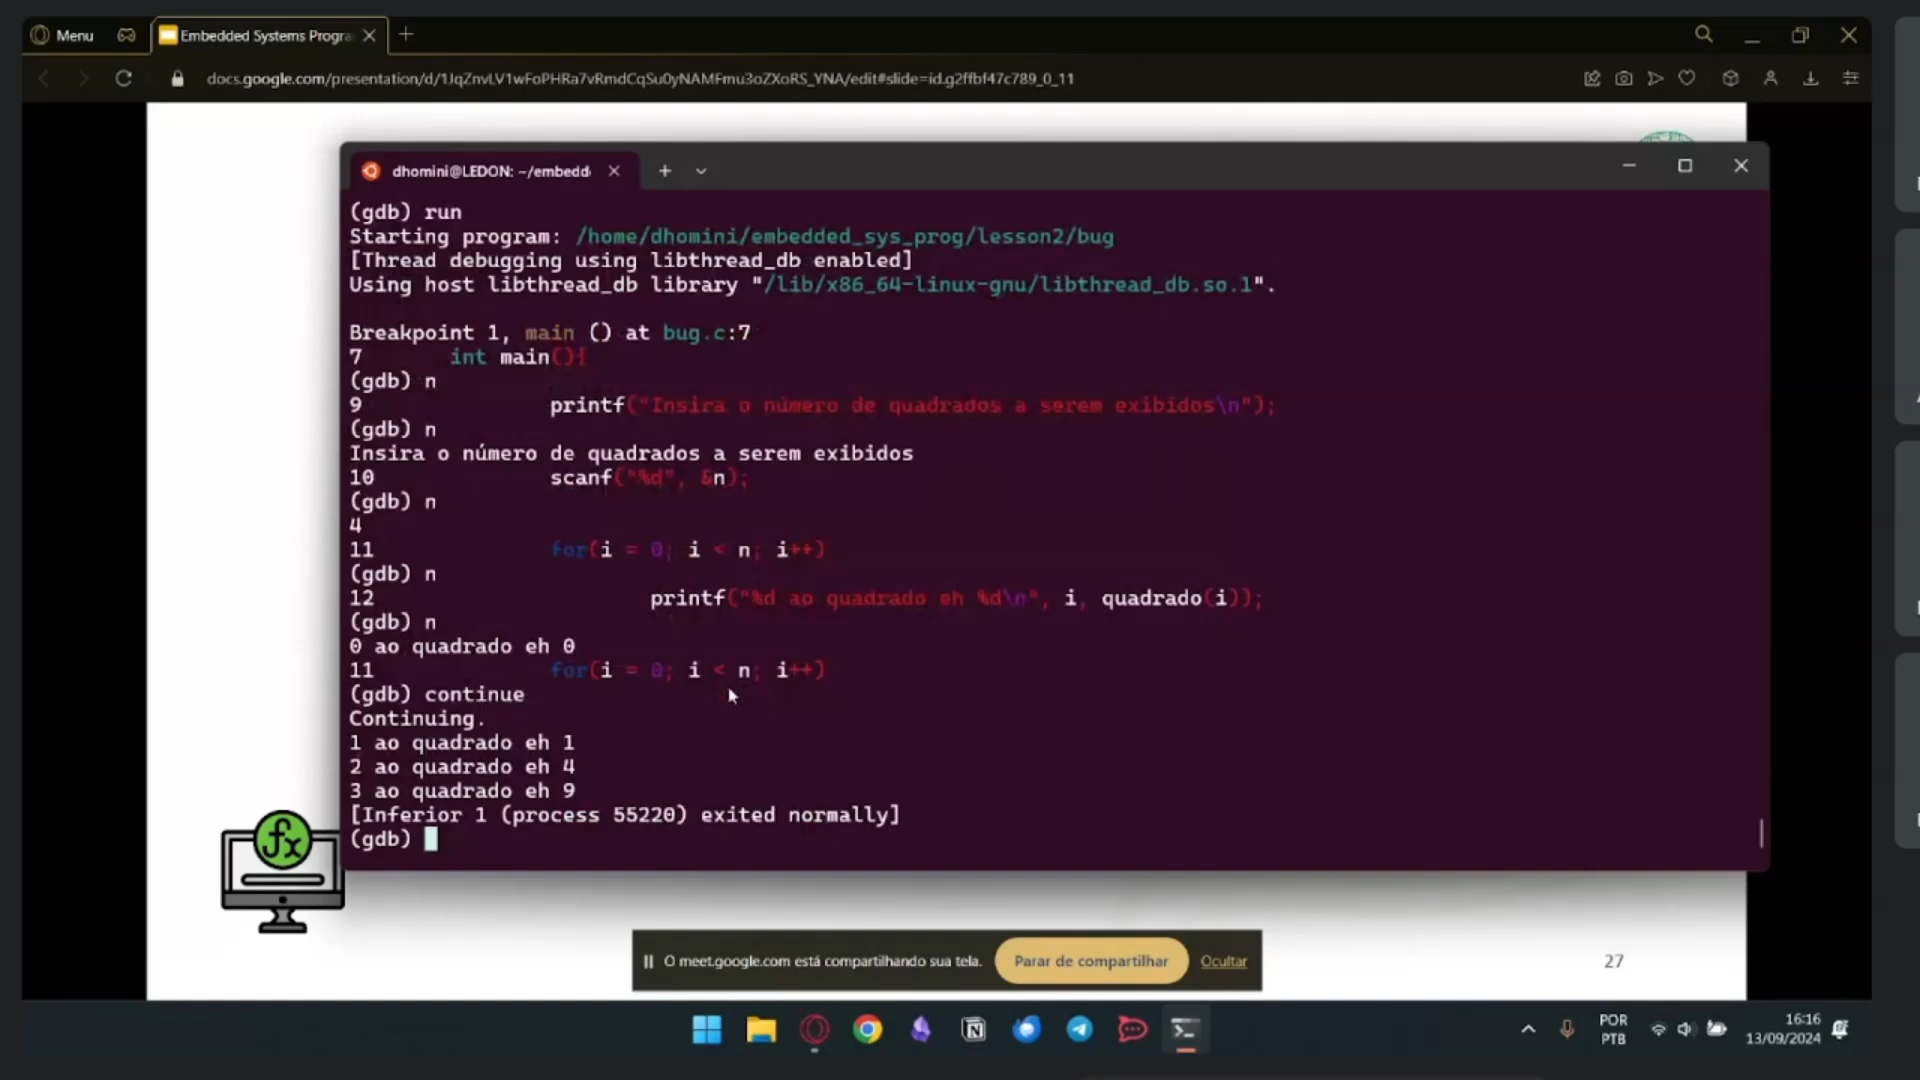 Menu
Embedded Systems Progra
docs.google.com/presentation/d/1JqZnvLV1wFoPHRa7vRmdCqSu0yNAMFmu3oZXoRS_YNA/edit#slide=id.g2ffbf47c789_0_11
dhomini@LEDON: ~/embedd
(gdb) run
Starting program: /home/dhomini/embedded_sys_prog/lesson2/bug
[Thread debugging using libthread_db enabled]
Using host libthread_db library "/lib/x86_64-linux-gnu/libthread_db.so.1".
Breakpoint 1, main () at bug.c:7
7 int main(){
(gdb) n
9 printf("Insira o número de quadrados a serem exibidos\n");
(gdb) n
Insira o número de quadrados a serem exibidos
10 scanf("%d", &n);
(gdb) n
4
11 for(i = 0; i < n; i++)
(gdb) n
12 printf("%d ao quadrado eh %d\n", i, quadrado(i));
(gdb) n
0 ao quadrado eh 0
11 for(i = 0; i < n; i++)
(gdb) continue
Continuing.
1 ao quadrado eh 1
2 ao quadrado eh 4
3 ao quadrado eh 9
[Inferior 1 (process 55220) exited normally]
(gdb)
fx
O meet.google.com está compartilhando sua tela.
Parar de compartilhar
Ocultar
27
POR
PTB
16:16
13/09/2024